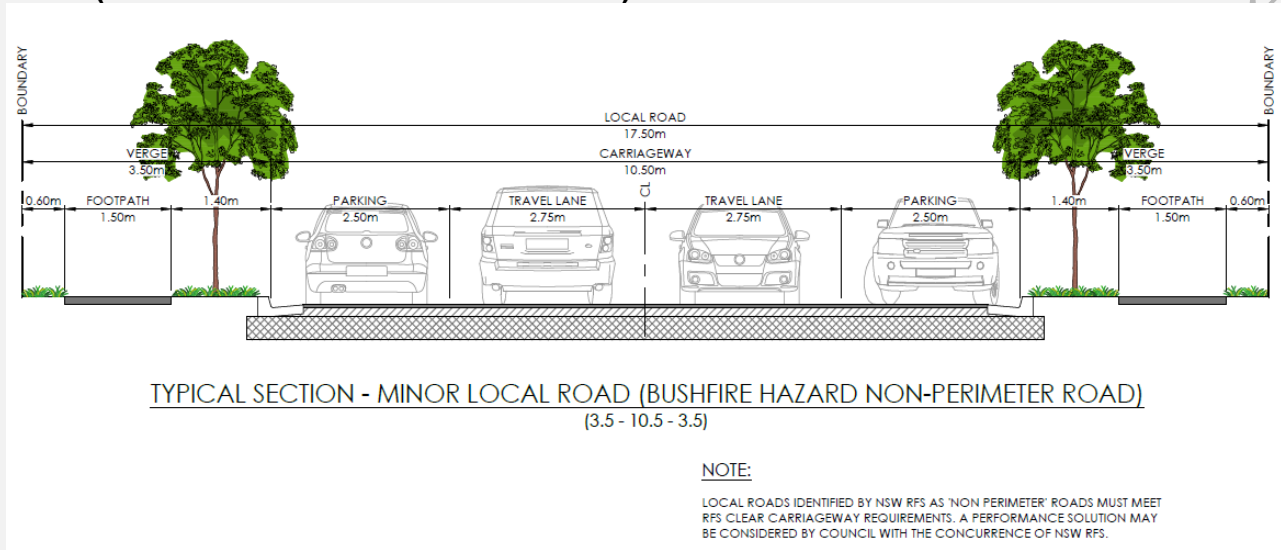 BOUNDARY
BOUNDARY
LOCAL ROAD
17.50m
VERGE
CARRIAGEWAY
VERGE
3.50m
10.50m
3.50m
CL
0.60m
FOOTPATH
1.40m
PARKING
TRAVEL LANE
TRAVEL LANE
PARKING
1.40m
FOOTPATH
0.60m
1.50m
2.50m
2.75m
2.75m
2.50m
1.50m
TYPICAL SECTION - MINOR LOCAL ROAD (BUSHFIRE HAZARD NON-PERIMETER ROAD)
(3.5 - 10.5 - 3.5)
NOTE:
LOCAL ROADS IDENTIFIED BY NSW RFS AS 'NON PERIMETER' ROADS MUST MEET
RFS CLEAR CARRIAGEWAY REQUIREMENTS. A PERFORMANCE SOLUTION MAY
BE CONSIDERED BY COUNCIL WITH THE CONCURRENCE OF NSW RFS.